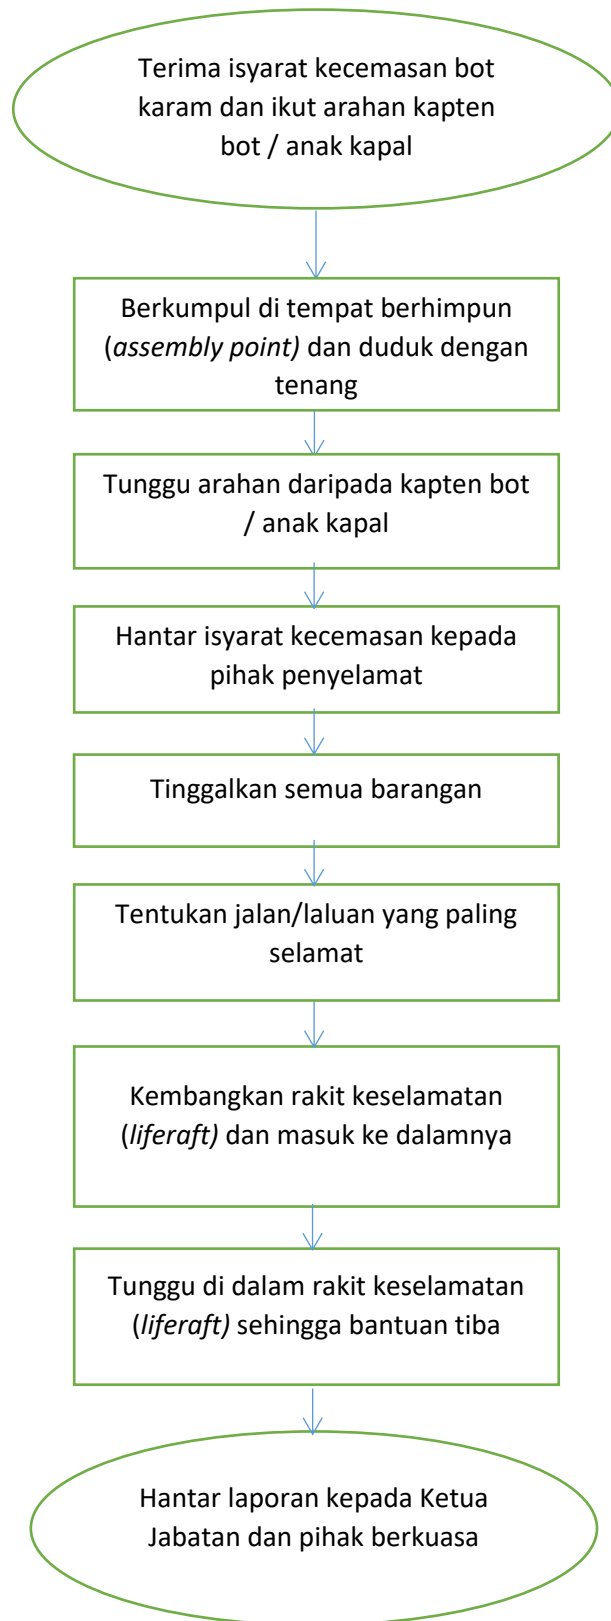 Terima isyarat kecemasan bot
karam dan ikut arahan kapten
bot / anak kapal
Berkumpul di tempat berhimpun
(assembly point) dan duduk dengan
tenang
Tunggu arahan daripada kapten bot
/ anak kapal
Hantar isyarat kecemasan kepada
pihak penyelamat
Tinggalkan semua barangan
Tentukan jalan/laluan yang paling
selamat
Kembangkan rakit keselamatan
(liferaft) dan masuk ke dalamnya
Tunggu di dalam rakit keselamatan
(liferaft) sehingga bantuan tiba
Hantar laporan kepada Ketua
Jabatan dan pihak berkuasa